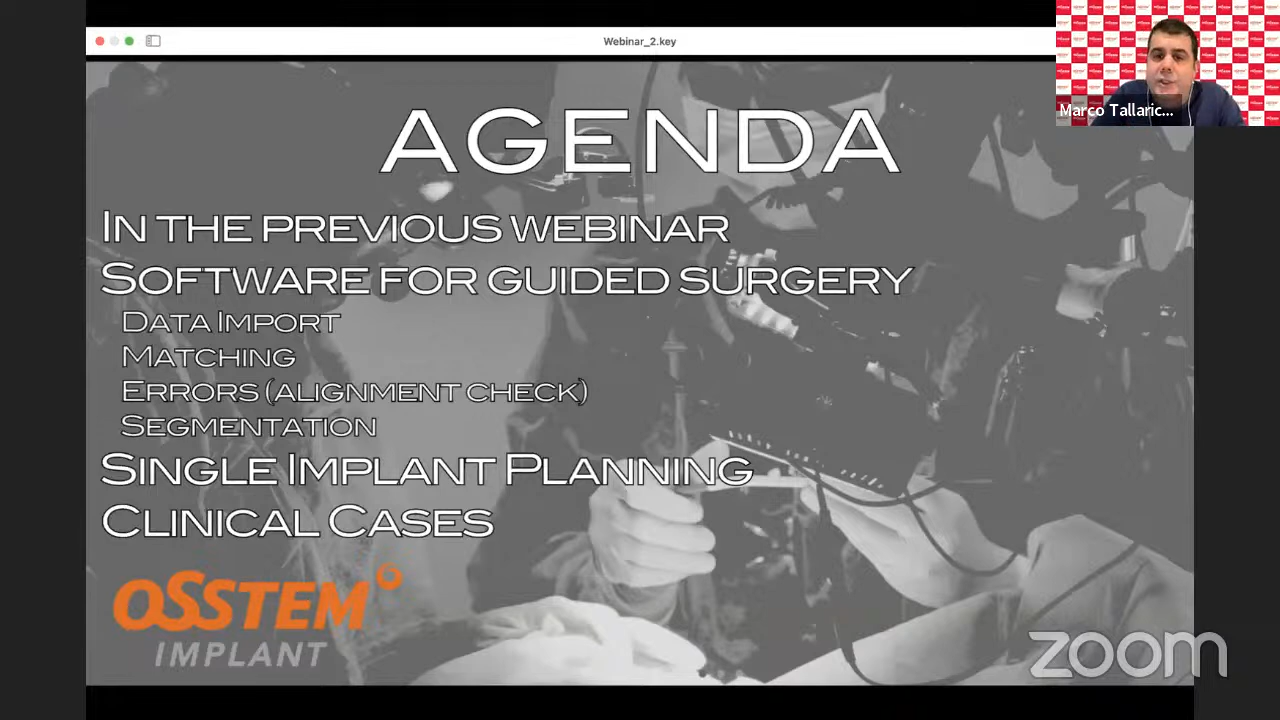 Webinar_2.key
Marco Tallaric...
AGENDA
IN THE PREVIOUS WEBINAR
SOFTWARE FOR GUIDED SURGERY
DATA IMPORT
MATCHING
ERRORS (ALIGNMENT CHECK)
SEGMENTATION
SINGLE IMPLANT PLANNING
CLINICAL CASES
OSSTEM
IMPLANT
zoom